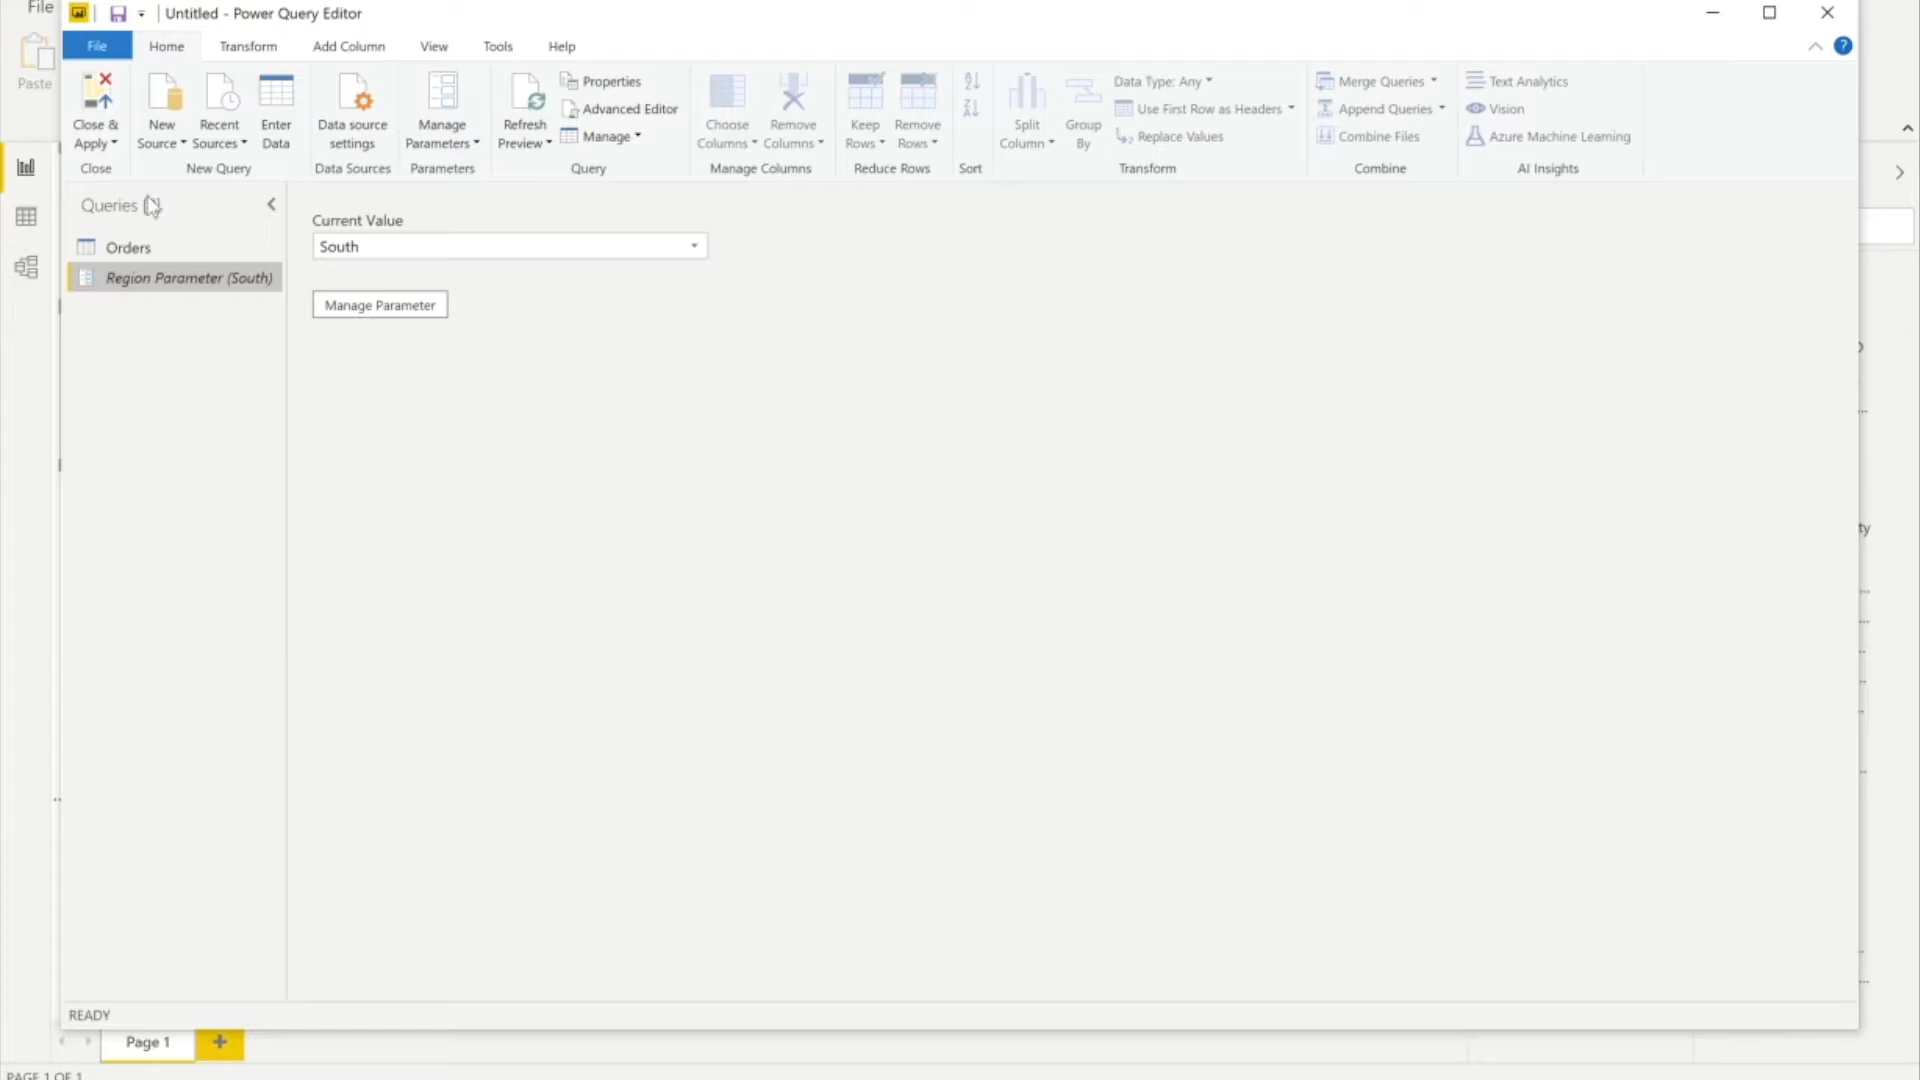 File
Untitled - Power Query Editor
File
Home
Transform
Add Column
View
Tools
Help
Paste
Close &
Apply
New
Source
Recent
Sources
Enter
Data
Data source
settings
Manage
Parameters
Refresh
Preview
Properties
Advanced Editor
Manage
Choose
Columns
Remove
Columns
Keep
Rows
Remove
Rows
Split
Column
Group
By
Data Type: Any
Use First Row as Headers
Replace Values
Merge Queries
Append Queries
Combine Files
Text Analytics
Vision
Azure Machine Learning
Close
New Query
Data Sources
Parameters
Query
Manage Columns
Reduce Rows
Sort
Transform
Combine
AI Insights
Queries
Orders
Region Parameter (South)
Current Value
South
Manage Parameter
ty
READY
Page 1
PAGE 1 OF 1